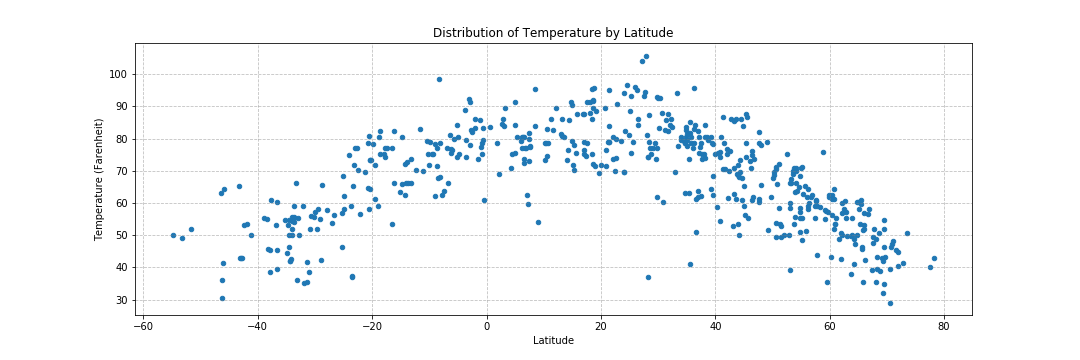 Distribution of Temperature by Latitude
Temperature (Farenheit)
100
90
80
70
60
50
40
30
−60 −40 −20 0 20 40 60 80
Latitude